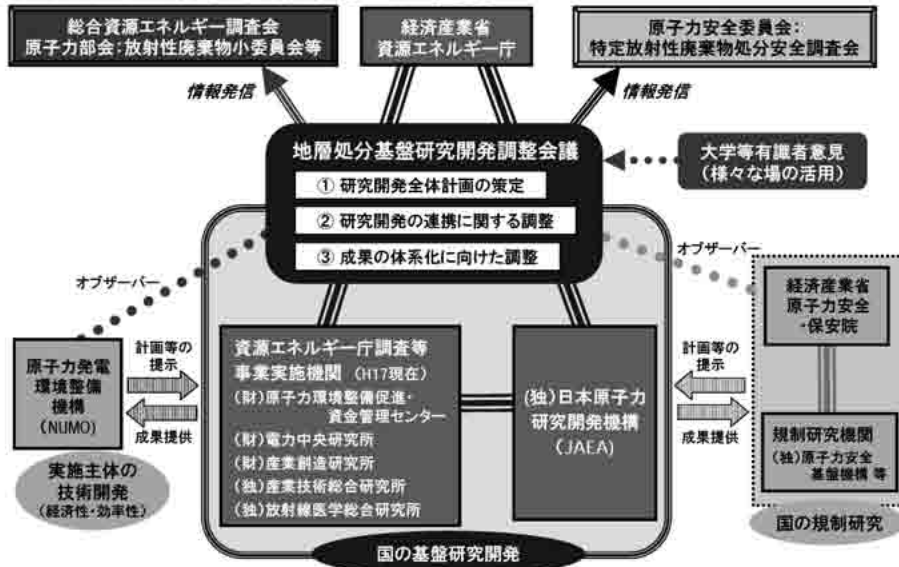 総合資源エネルギー調査会
原子力部会：放射性廃棄物小委員会等
経済産業省
資源エネルギー庁
原子力安全委員会：
特定放射性廃棄物処分安全調査会
情報発信
情報発信
地層処分基盤研究開発調整会議
① 研究開発全体計画の策定
② 研究開発の連携に関する調整
③ 成果の体系化に向けた調整
大学等有識者意見
（様々な場の活用）
オブザーバー
オブザーバー
経済産業省
原子力安全
・保安院
原子力発電
環境整備
機構
（NUMO）
計画等の
提示
成果提供
資源エネルギー庁調査等
事業実施機関（H17現在）
（財）原子力環境整備促進・
資金管理センター
（財）電力中央研究所
（財）産業創造研究所
（独）産業技術総合研究所
（独）放射線医学総合研究所
（独）日本原子力
研究開発機構
（JAEA）
計画等の
提示
成果提供
規制研究機関
（独）原子力安全
基盤機構 等
実施主体の
技術開発
（経済性・効率性）
国の規制研究
国の基盤研究開発